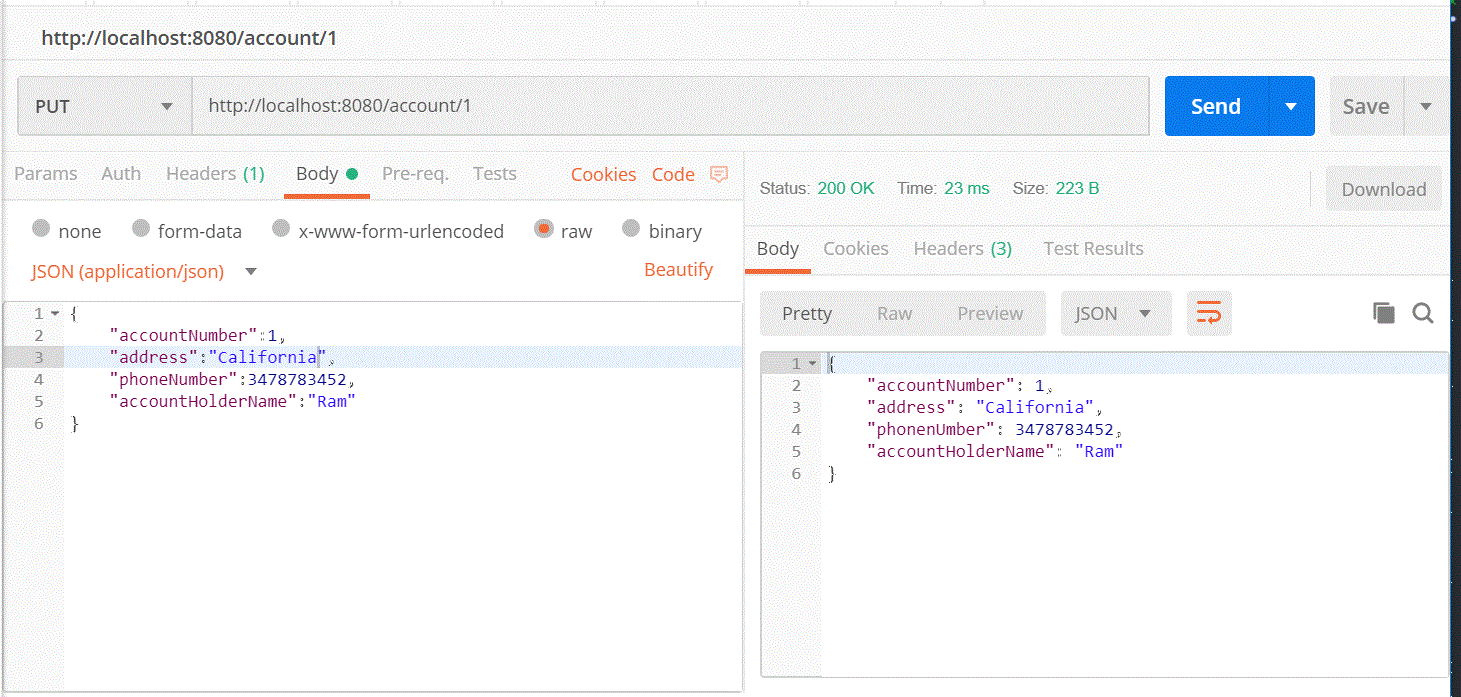 http://localhost:8080/account/1
PUT http://localhost:8080/account/1 Send Save
Params Auth Headers (1) Body Pre-req. Tests Cookies Code
none form-data x-www-form-urlencoded raw binary
JSON (application/json) Beautify
1 {
2 "accountNumber":1,
3 "address":"California",
4 "phoneNumber":3478783452,
5 "accountHolderName":"Ram"
6 }
Status: 200 OK Time: 23 ms Size: 223 B Download
Body Cookies Headers (3) Test Results
Pretty Raw Preview JSON
1 {
2 "accountNumber": 1,
3 "address": "California",
4 "phonenUmber": 3478783452,
5 "accountHolderName": "Ram"
6 }